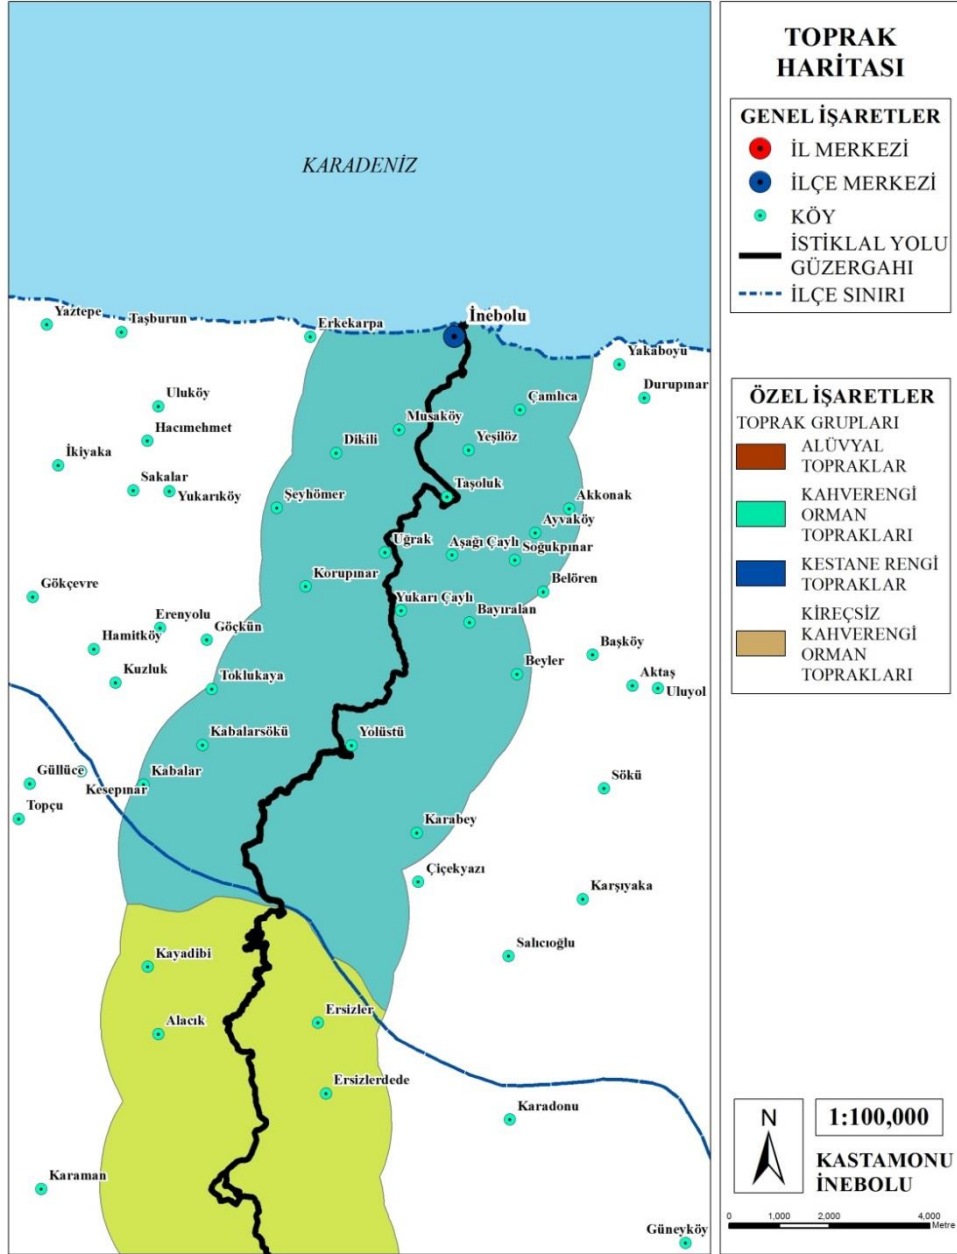 TOPRAK
HARİTASI
GENEL İŞARETLER
İL MERKEZİ
İLÇE MERKEZİ
KÖY
İSTİKLAL YOLU
GÜZERGAHI
İLÇE SINIRI
ÖZEL İŞARETLER
TOPRAK GRUPLARI
ALÜVYAL
TOPRAKLAR
KAHVERENGİ
ORMAN
TOPRAKLARI
KESTANE RENGİ
TOPRAKLAR
KİREÇSİZ
KAHVERENGİ
ORMAN
TOPRAKLARI
KARADENİZ
İnebolu
Yaztepe
Taşburun
Erkekarpa
Yakaboyu
Durupınar
Uluköy
Çamlıca
Musaköy
Hacımehmet
Dikili
Yeşilöz
İkiyaka
Sakalar
Yukarıköy
Şeyhömer
Taşoluk
Akkonak
Ayvaköy
Uğrak
Aşağı Çaylı
Soğukpınar
Korupınar
Belören
Gökçevre
Yukarı Çaylı
Bayıralan
Erenyolu
Göçkün
Hamitköy
Başköy
Kuzluk
Toklukaya
Beyler
Aktaş
Uluyol
Kabalarsökü
Yolüstü
Güllüce
Kesepınar
Kabalar
Sökü
Topçu
Karabey
Çiçekyazı
Karşıyaka
Kayadibi
Salıcıoğlu
Alacık
Ersizler
Ersizlerdede
Karadonu
Karaman
Güneyköy
N
1:100,000
KASTAMONU
İNEBOLU
0 1,000 2,000 4,000
Metre